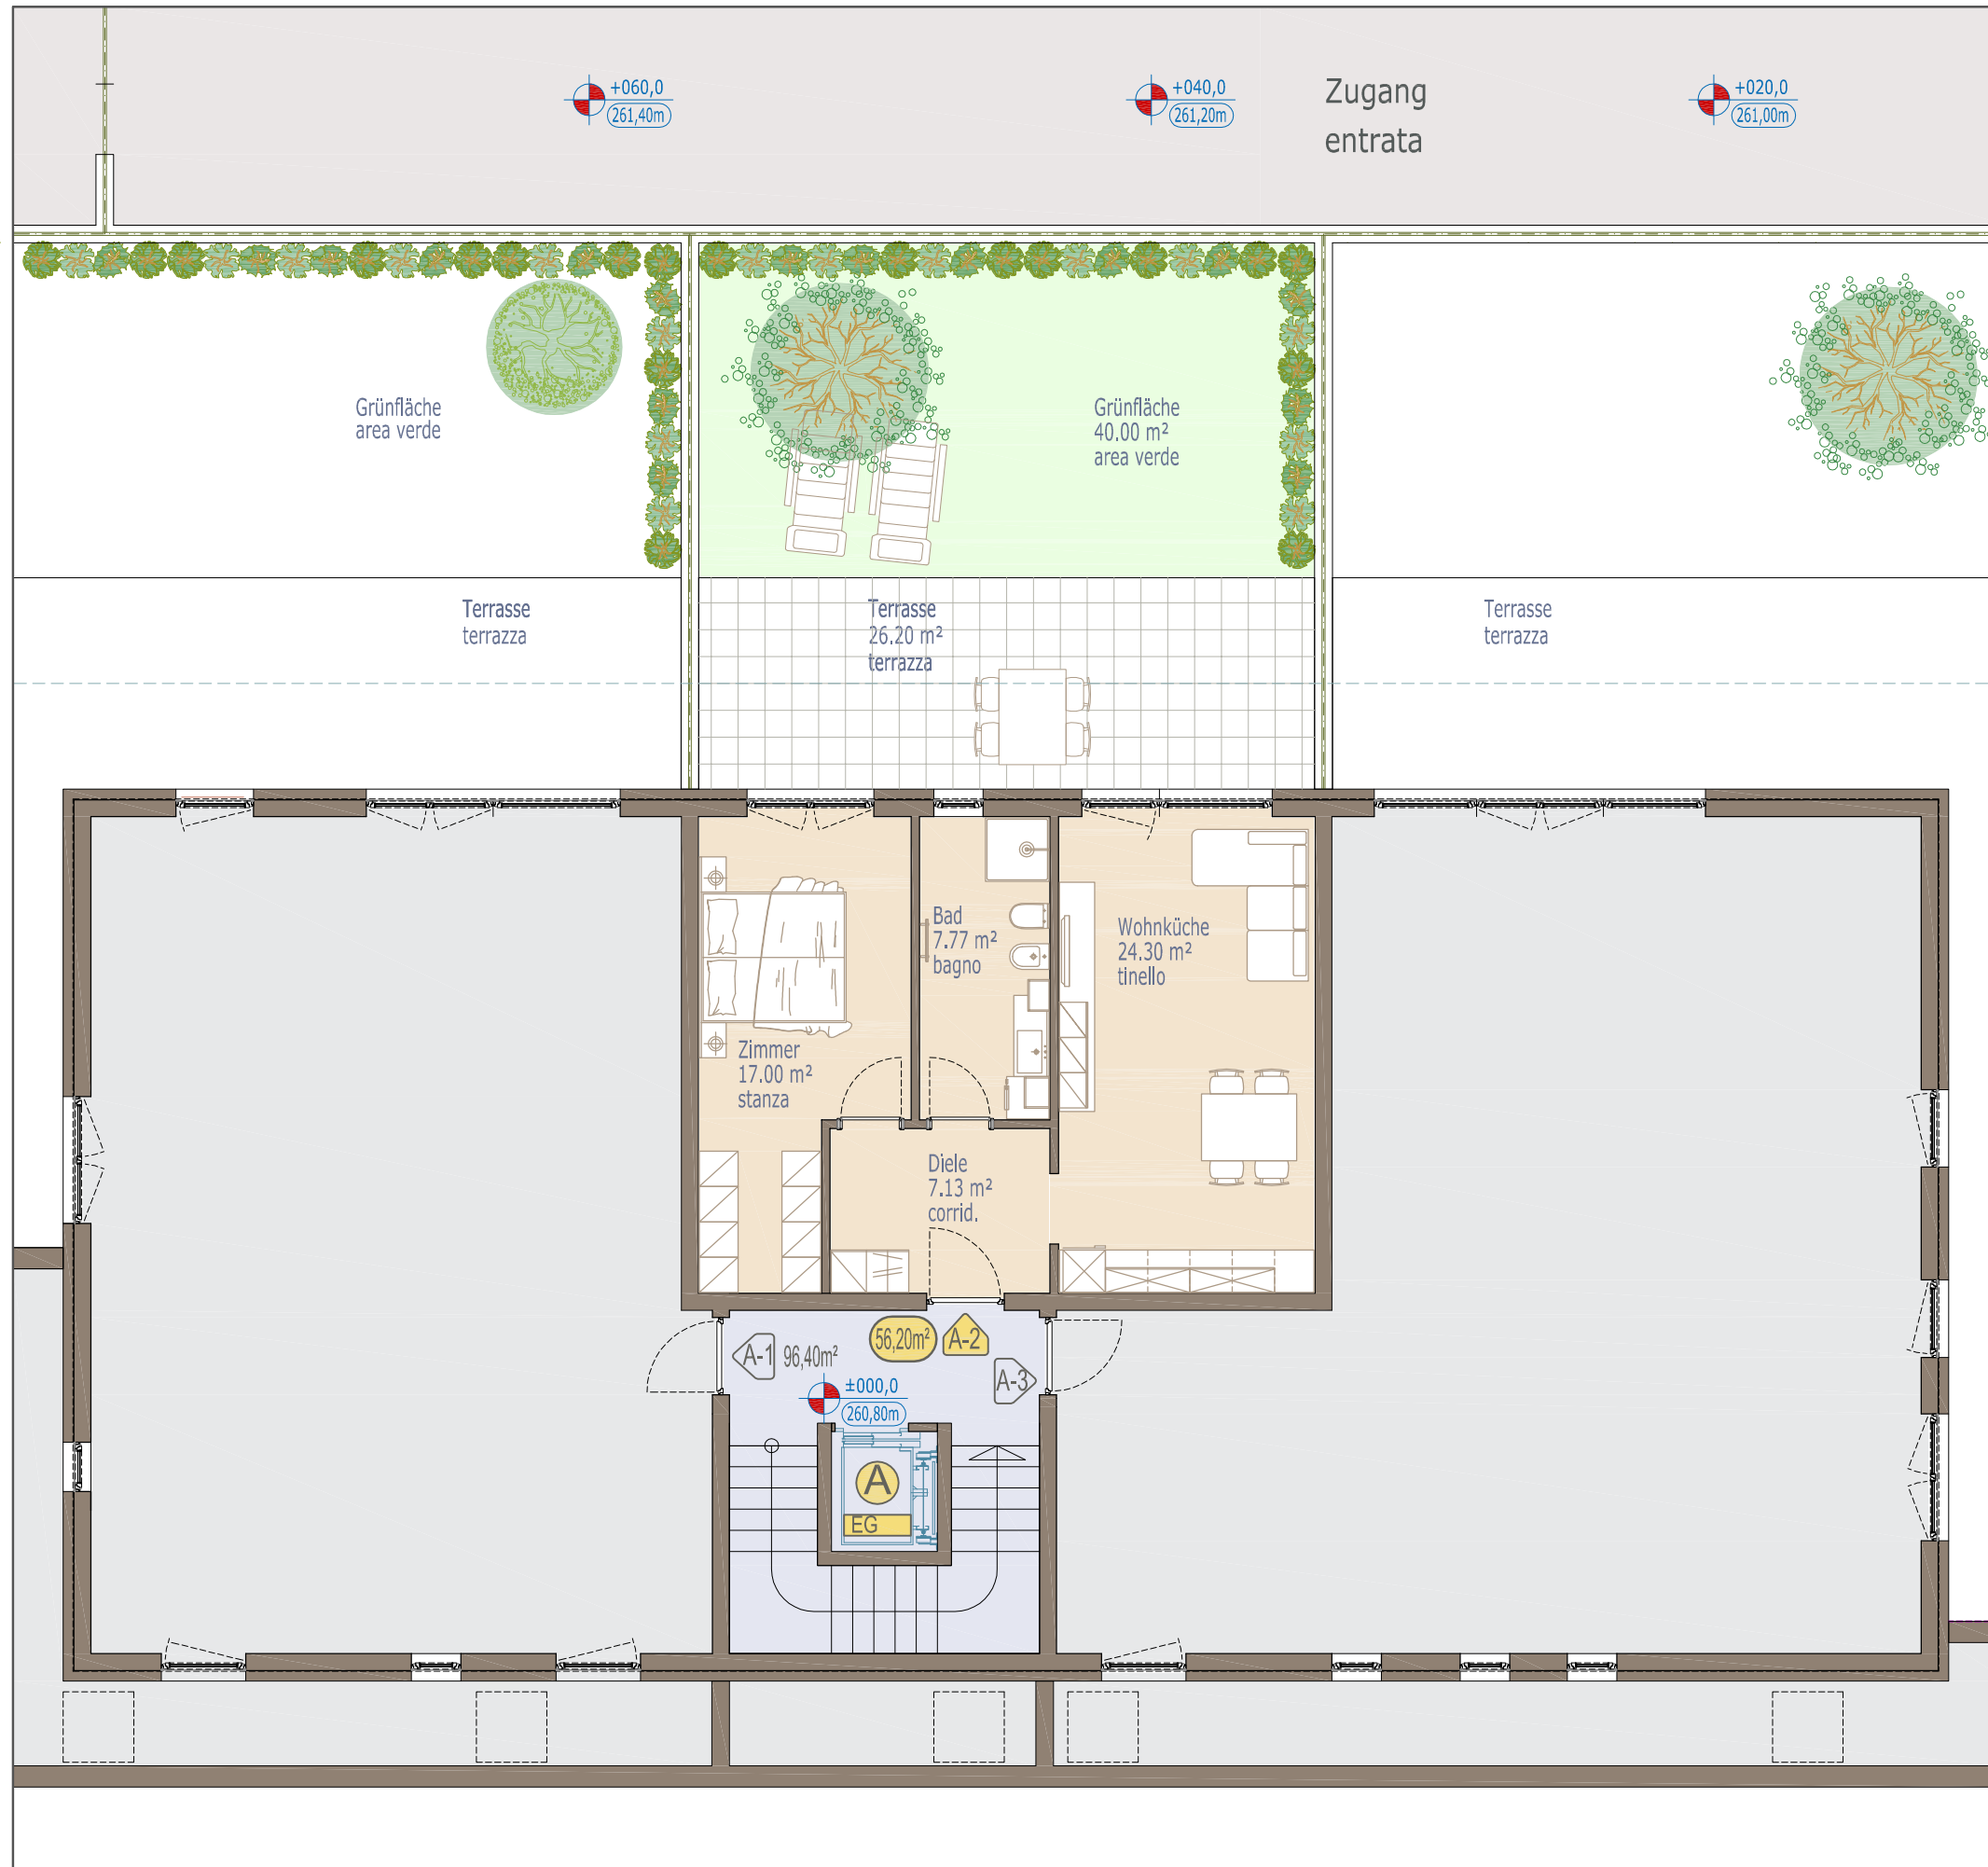 +060,0
261,40m
+040,0
261,20m
Zugang
entrata
+020,0
261,00m
Grünfläche
area verde
Grünfläche
40.00 m²
area verde
Terrasse
terrazza
Terrasse
26.20 m²
terrazza
Terrasse
terrazza
Bad
7.77 m²
bagno
Wohnküche
24.30 m²
tinello
Zimmer
17.00 m²
stanza
Diele
7.13 m²
corrid.
A-1 96,40m²
56,20m² A-2
A-3
±000,0
260,80m
A
EG